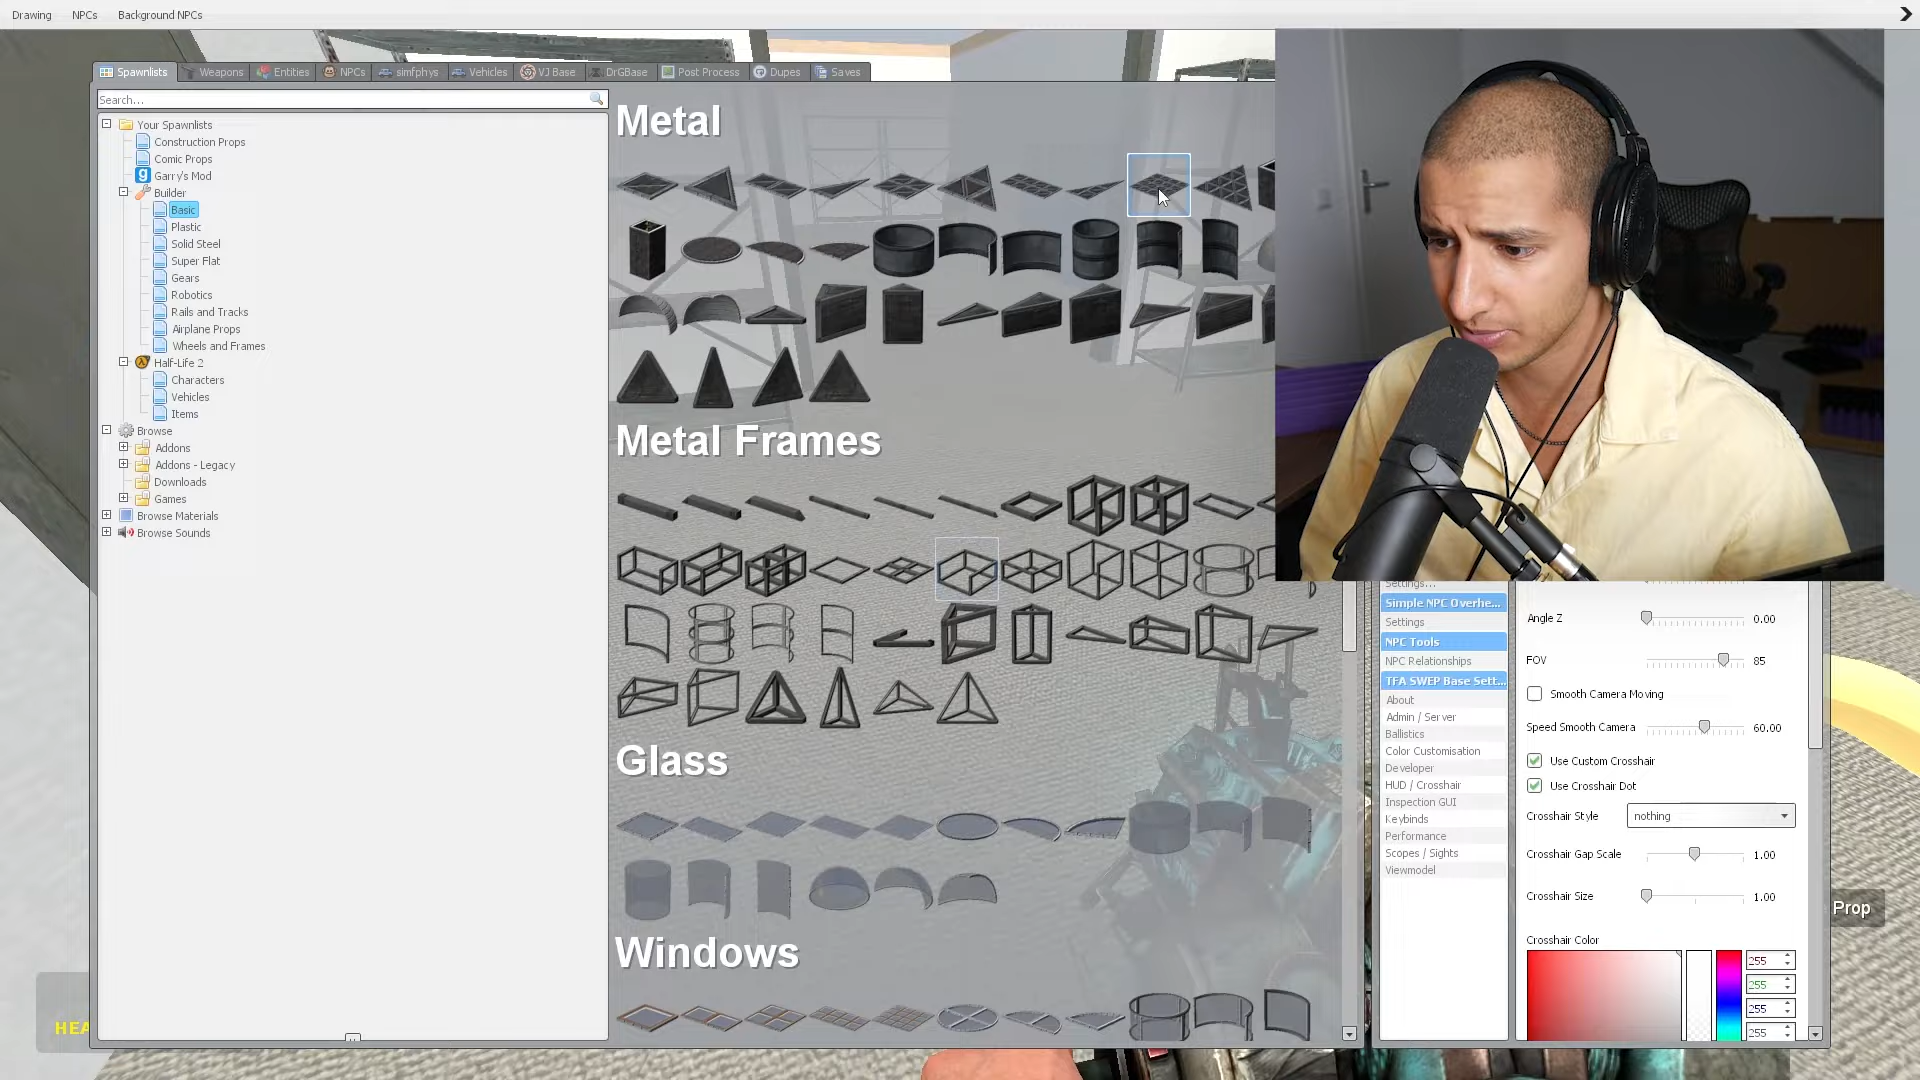 Drawing NPCs Background NPCs
Spawnlists Weapons Entities NPCs simfphys Vehicles VJ Base DrGBase Post Process Dupes Saves
Search...
Your Spawnlists
Construction Props
Comic Props
Garry's Mod
Builder
Basic
Plastic
Solid Steel
Super Flat
Gears
Robotics
Rails and Tracks
Airplane Props
Wheels and Frames
Half-Life 2
Characters
Vehicles
Items
Browse
Addons
Addons - Legacy
Downloads
Games
Browse Materials
Browse Sounds
Metal
Metal Frames
Glass
Windows
Settings...
Simple NPC Overhe...
Settings
NPC Tools
NPC Relationships
TFA SWEP Base Sett...
About
Admin / Server
Ballistics
Color Customisation
Developer
HUD / Crosshair
Inspection GUI
Keybinds
Performance
Scopes / Sights
Viewmodel
Angle Z 0.00
FOV 85
Smooth Camera Moving
Speed Smooth Camera 60.00
Use Custom Crosshair
Use Crosshair Dot
Crosshair Style nothing
Crosshair Gap Scale 1.00
Crosshair Size 1.00
Crosshair Color
255
255
255
255
Prop
HEA